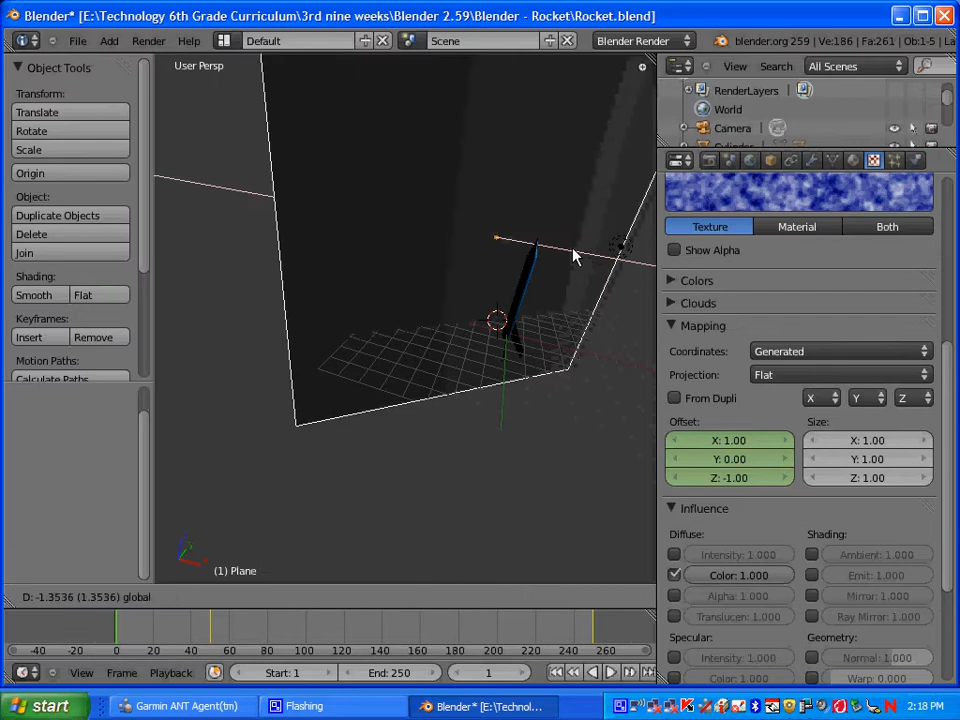 Blender* [E:\Technology 6th Grade Curriculum\3rd nine weeks\Blender 2.59\Blender - Rocket\Rocket.blend]
File Add Render Help Default Scene Blender Render blender.org 259 | Ve:186 | Fa:261 | Ob:1-5 | La
Object Tools
Transform:
Translate
Rotate
Scale
Origin
Object:
Duplicate Objects
Delete
Join
Shading:
Smooth Flat
Keyframes:
Insert Remove
Motion Paths:
Calculate Paths
User Persp
(1) Plane
View Search All Scenes
RenderLayers
World
Camera
Cylinder
Texture Material Both
Show Alpha
Colors
Clouds
Mapping
Coordinates: Generated
Projection: Flat
From Dupli X Y Z
Offset: Size:
X: 1.00 X: 1.00
Y: 0.00 Y: 1.00
Z: -1.00 Z: 1.00
Influence
Diffuse: Shading:
Intensity: 1.000 Ambient: 1.000
Color: 1.000 Emit: 1.000
Alpha: 1.000 Mirror: 1.000
Translucen: 1.000 Ray Mirror: 1.000
Specular: Geometry:
Intensity: 1.000 Normal: 1.000
Color: 1.000 Warp: 0.000
D: -1.3536 (1.3536) global
-40 -20 0 20 40 60 80 100 120 140 160 180 200 220 240 260
View Frame Playback Start: 1 End: 250 1
start Garmin ANT Agent(tm) Flashing Blender* [E:\Technol... 2:18 PM